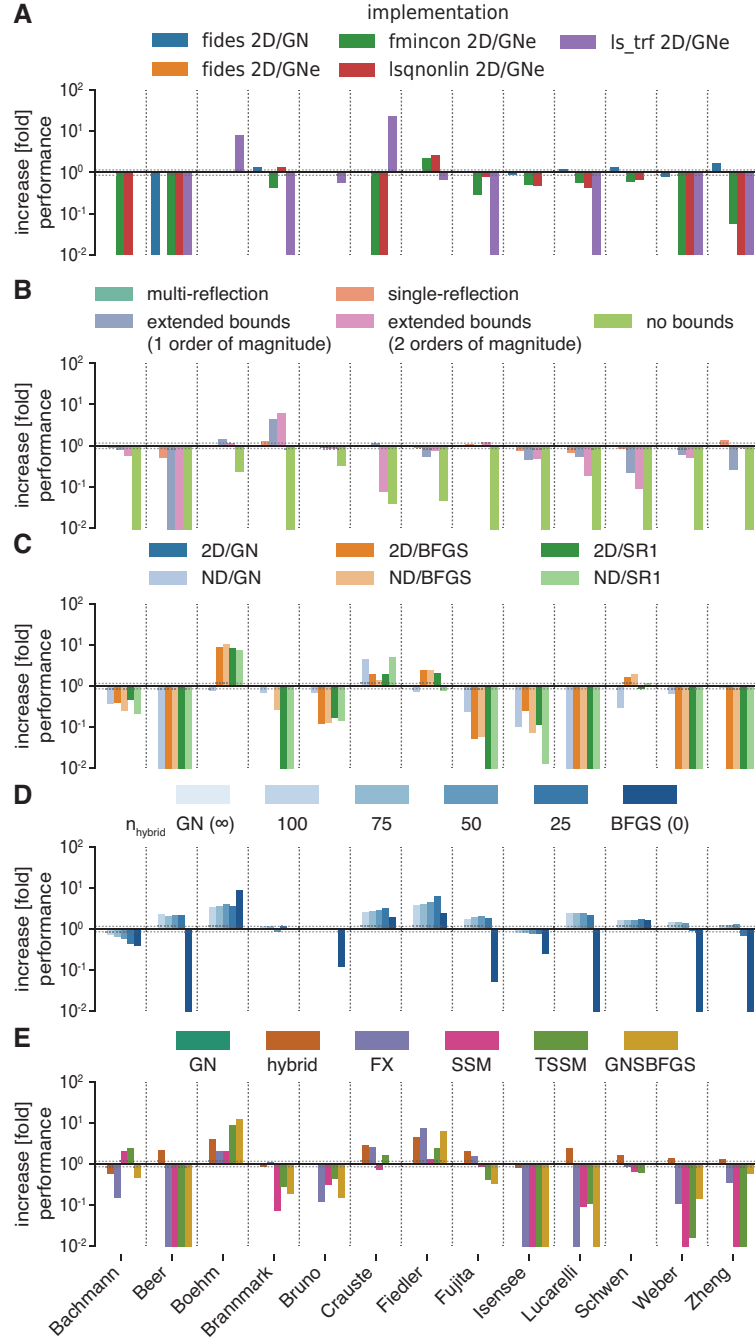 A
implementation
fides 2D/GN
fmincon 2D/GNe
ls_trf 2D/GNe
fides 2D/GNe
lsqnonlin 2D/GNe
increase [fold]
performance
10²
10¹
10⁰
10⁻¹
10⁻²
B
multi-reflection
single-reflection
extended bounds
(1 order of magnitude)
extended bounds
(2 orders of magnitude)
no bounds
increase [fold]
performance
10²
10¹
10⁰
10⁻¹
10⁻²
C
2D/GN
2D/BFGS
2D/SR1
ND/GN
ND/BFGS
ND/SR1
increase [fold]
performance
10²
10¹
10⁰
10⁻¹
10⁻²
D
n_hybrid
GN (∞)
100
75
50
25
BFGS (0)
increase [fold]
performance
10²
10¹
10⁰
10⁻¹
10⁻²
E
GN
hybrid
FX
SSM
TSSM
GNSBFGS
increase [fold]
performance
10²
10¹
10⁰
10⁻¹
10⁻²
Bachmann
Beer
Boehm
Brannmark
Bruno
Crauste
Fiedler
Fujita
Isensee
Lucarelli
Schwen
Weber
Zheng